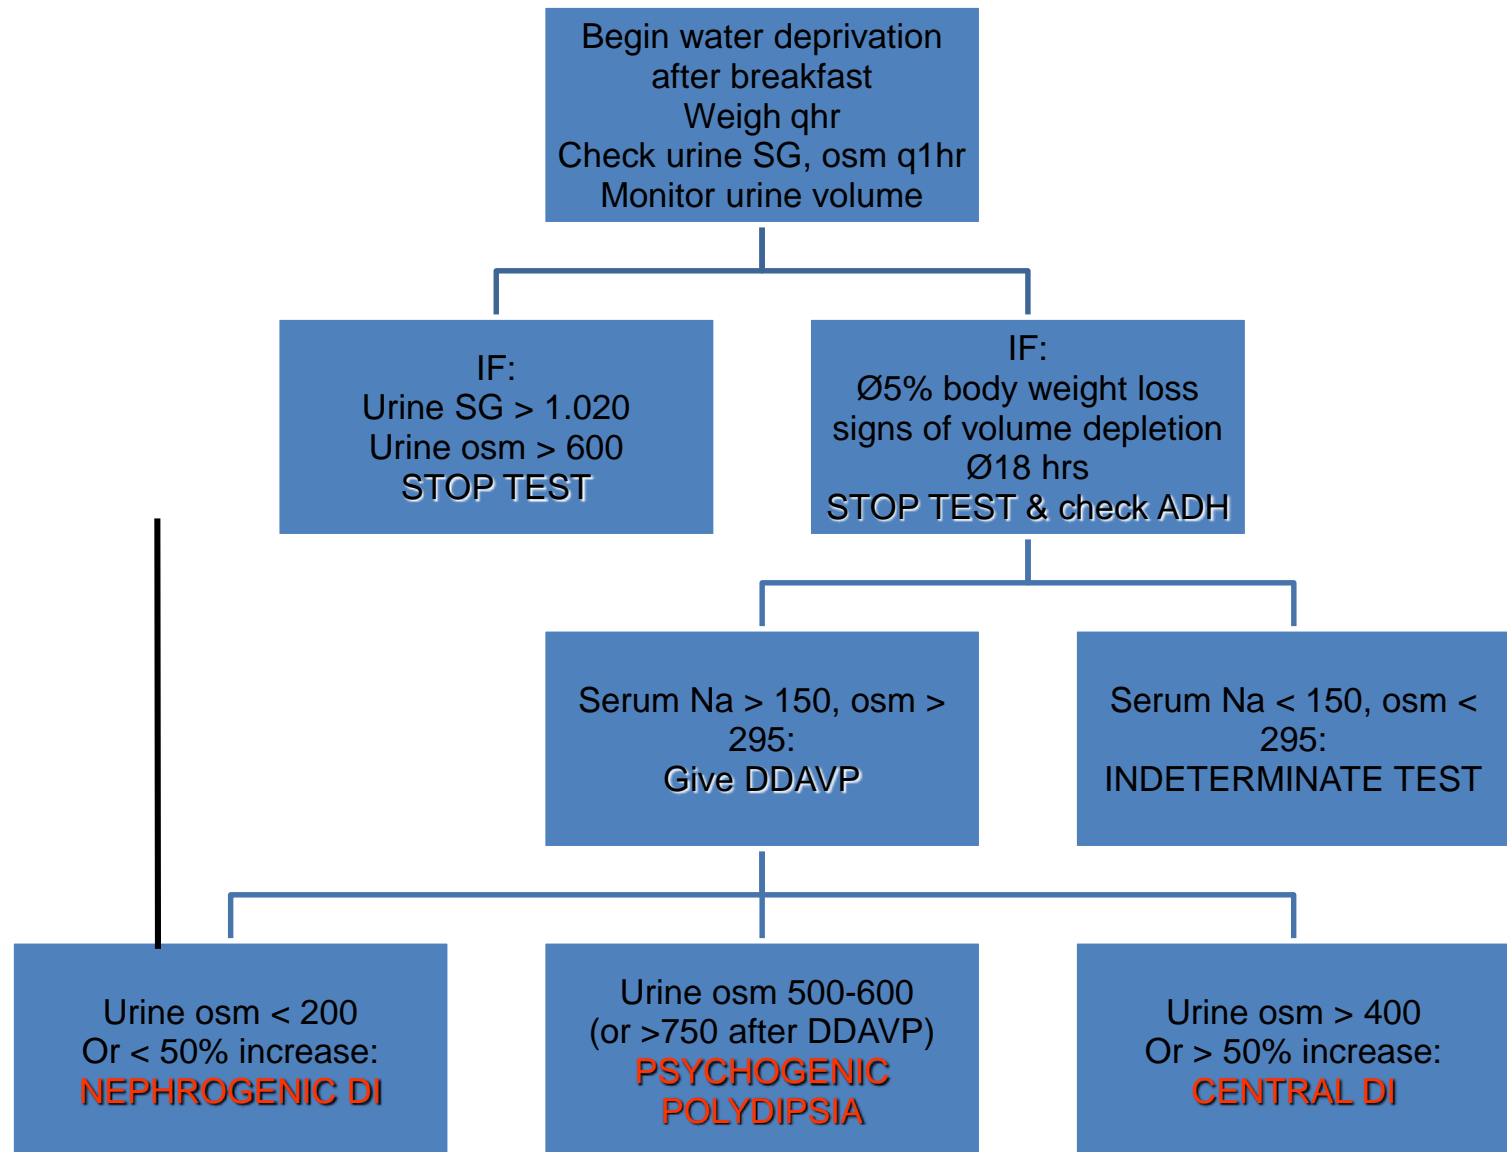 Begin water deprivation
after breakfast
Weigh qhr
Check urine SG, osm q1hr
Monitor urine volume
IF:
Urine SG > 1.020
Urine osm > 600
STOP TEST
IF:
Ø5% body weight loss
signs of volume depletion
Ø18 hrs
STOP TEST & check ADH
Serum Na > 150, osm >
295:
Give DDAVP
Serum Na < 150, osm <
295:
INDETERMINATE TEST
Urine osm < 200
Or < 50% increase:
NEPHROGENIC DI
Urine osm 500-600
(or >750 after DDAVP)
PSYCHOGENIC
POLYDIPSIA
Urine osm > 400
Or > 50% increase:
CENTRAL DI